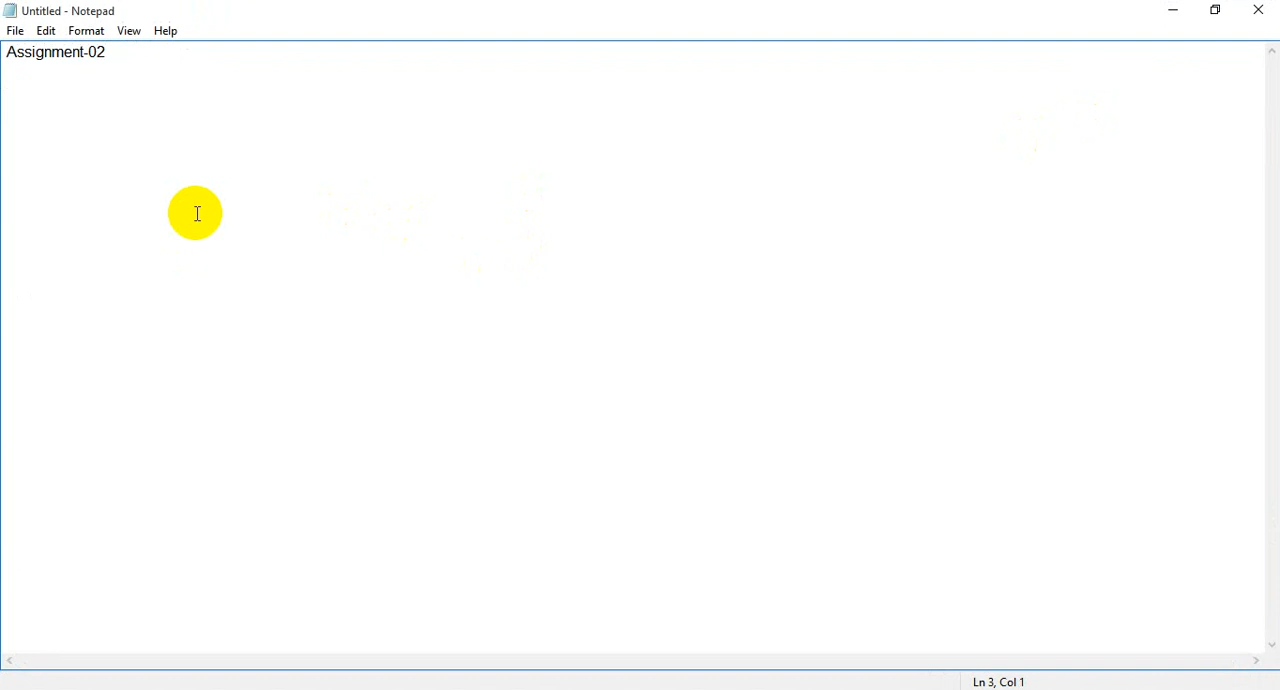 Untitled - Notepad
File Edit Format View Help
Assignment-02
Ln 3, Col 1